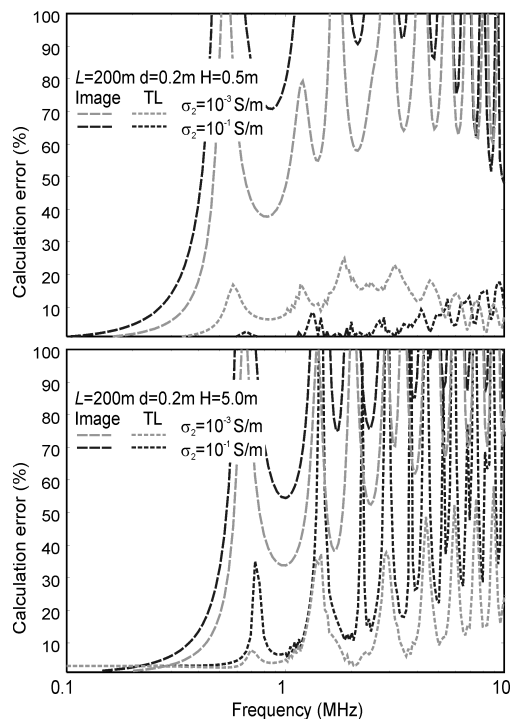 100
90
80
70
60
50
40
30
20
10
Calculation error (%)
L=200m d=0.2m H=0.5m
Image TL
σ₂=10⁻³ S/m
σ₂=10⁻¹ S/m
100
90
80
70
60
50
40
30
20
10
Calculation error (%)
L=200m d=0.2m H=5.0m
Image TL
σ₂=10⁻³ S/m
σ₂=10⁻¹ S/m
0.1 1 10
Frequency (MHz)